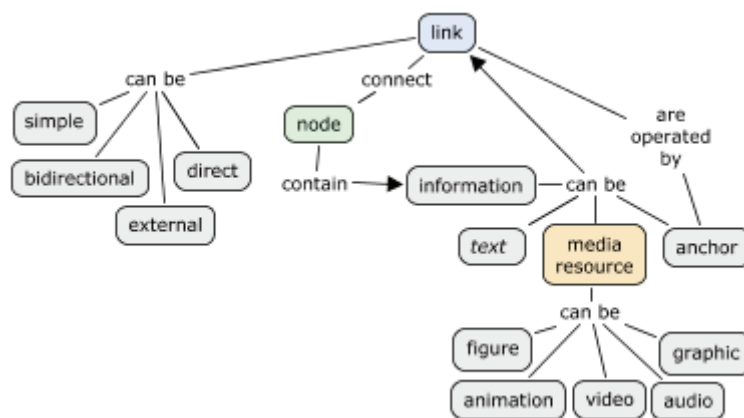 link
can be
connect
simple
are
operated
by
node
direct
bidirectional
contain
information
can be
external
text
media
resource
anchor
can be
figure
graphic
animation
video
audio